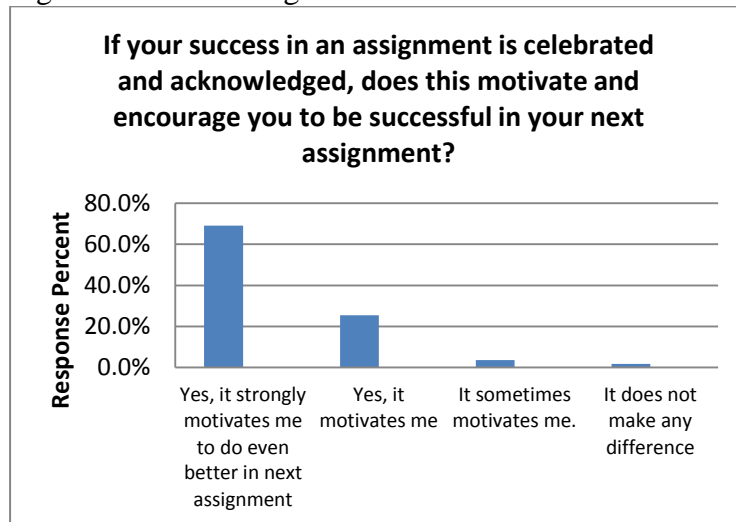 If your success in an assignment is celebrated
and acknowledged, does this motivate and
encourage you to be successful in your next
assignment?
Response Percent
80.0%
60.0%
40.0%
20.0%
0.0%
Yes, it strongly
motivates me
to do even
better in next
assignment
Yes, it
motivates me
It sometimes
motivates me.
It does not
make any
difference